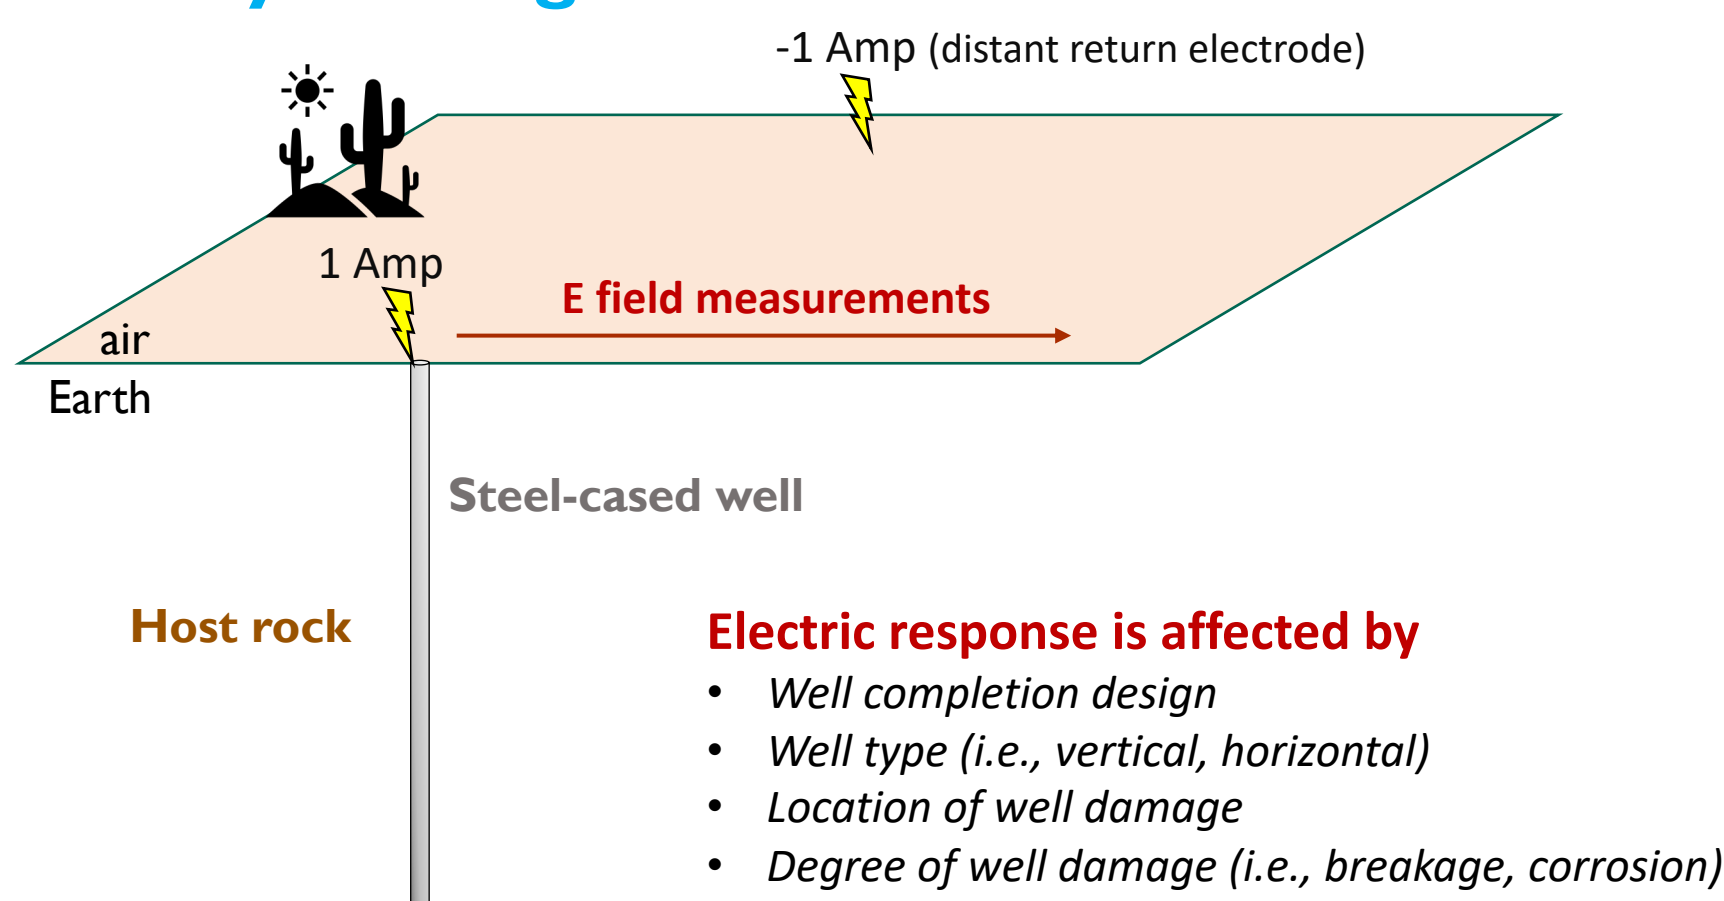 -1 Amp (distant return electrode)
1 Amp
E field measurements
air
Earth
Steel-cased well
Host rock
Electric response is affected by
• Well completion design
• Well type (i.e., vertical, horizontal)
• Location of well damage
• Degree of well damage (i.e., breakage, corrosion)